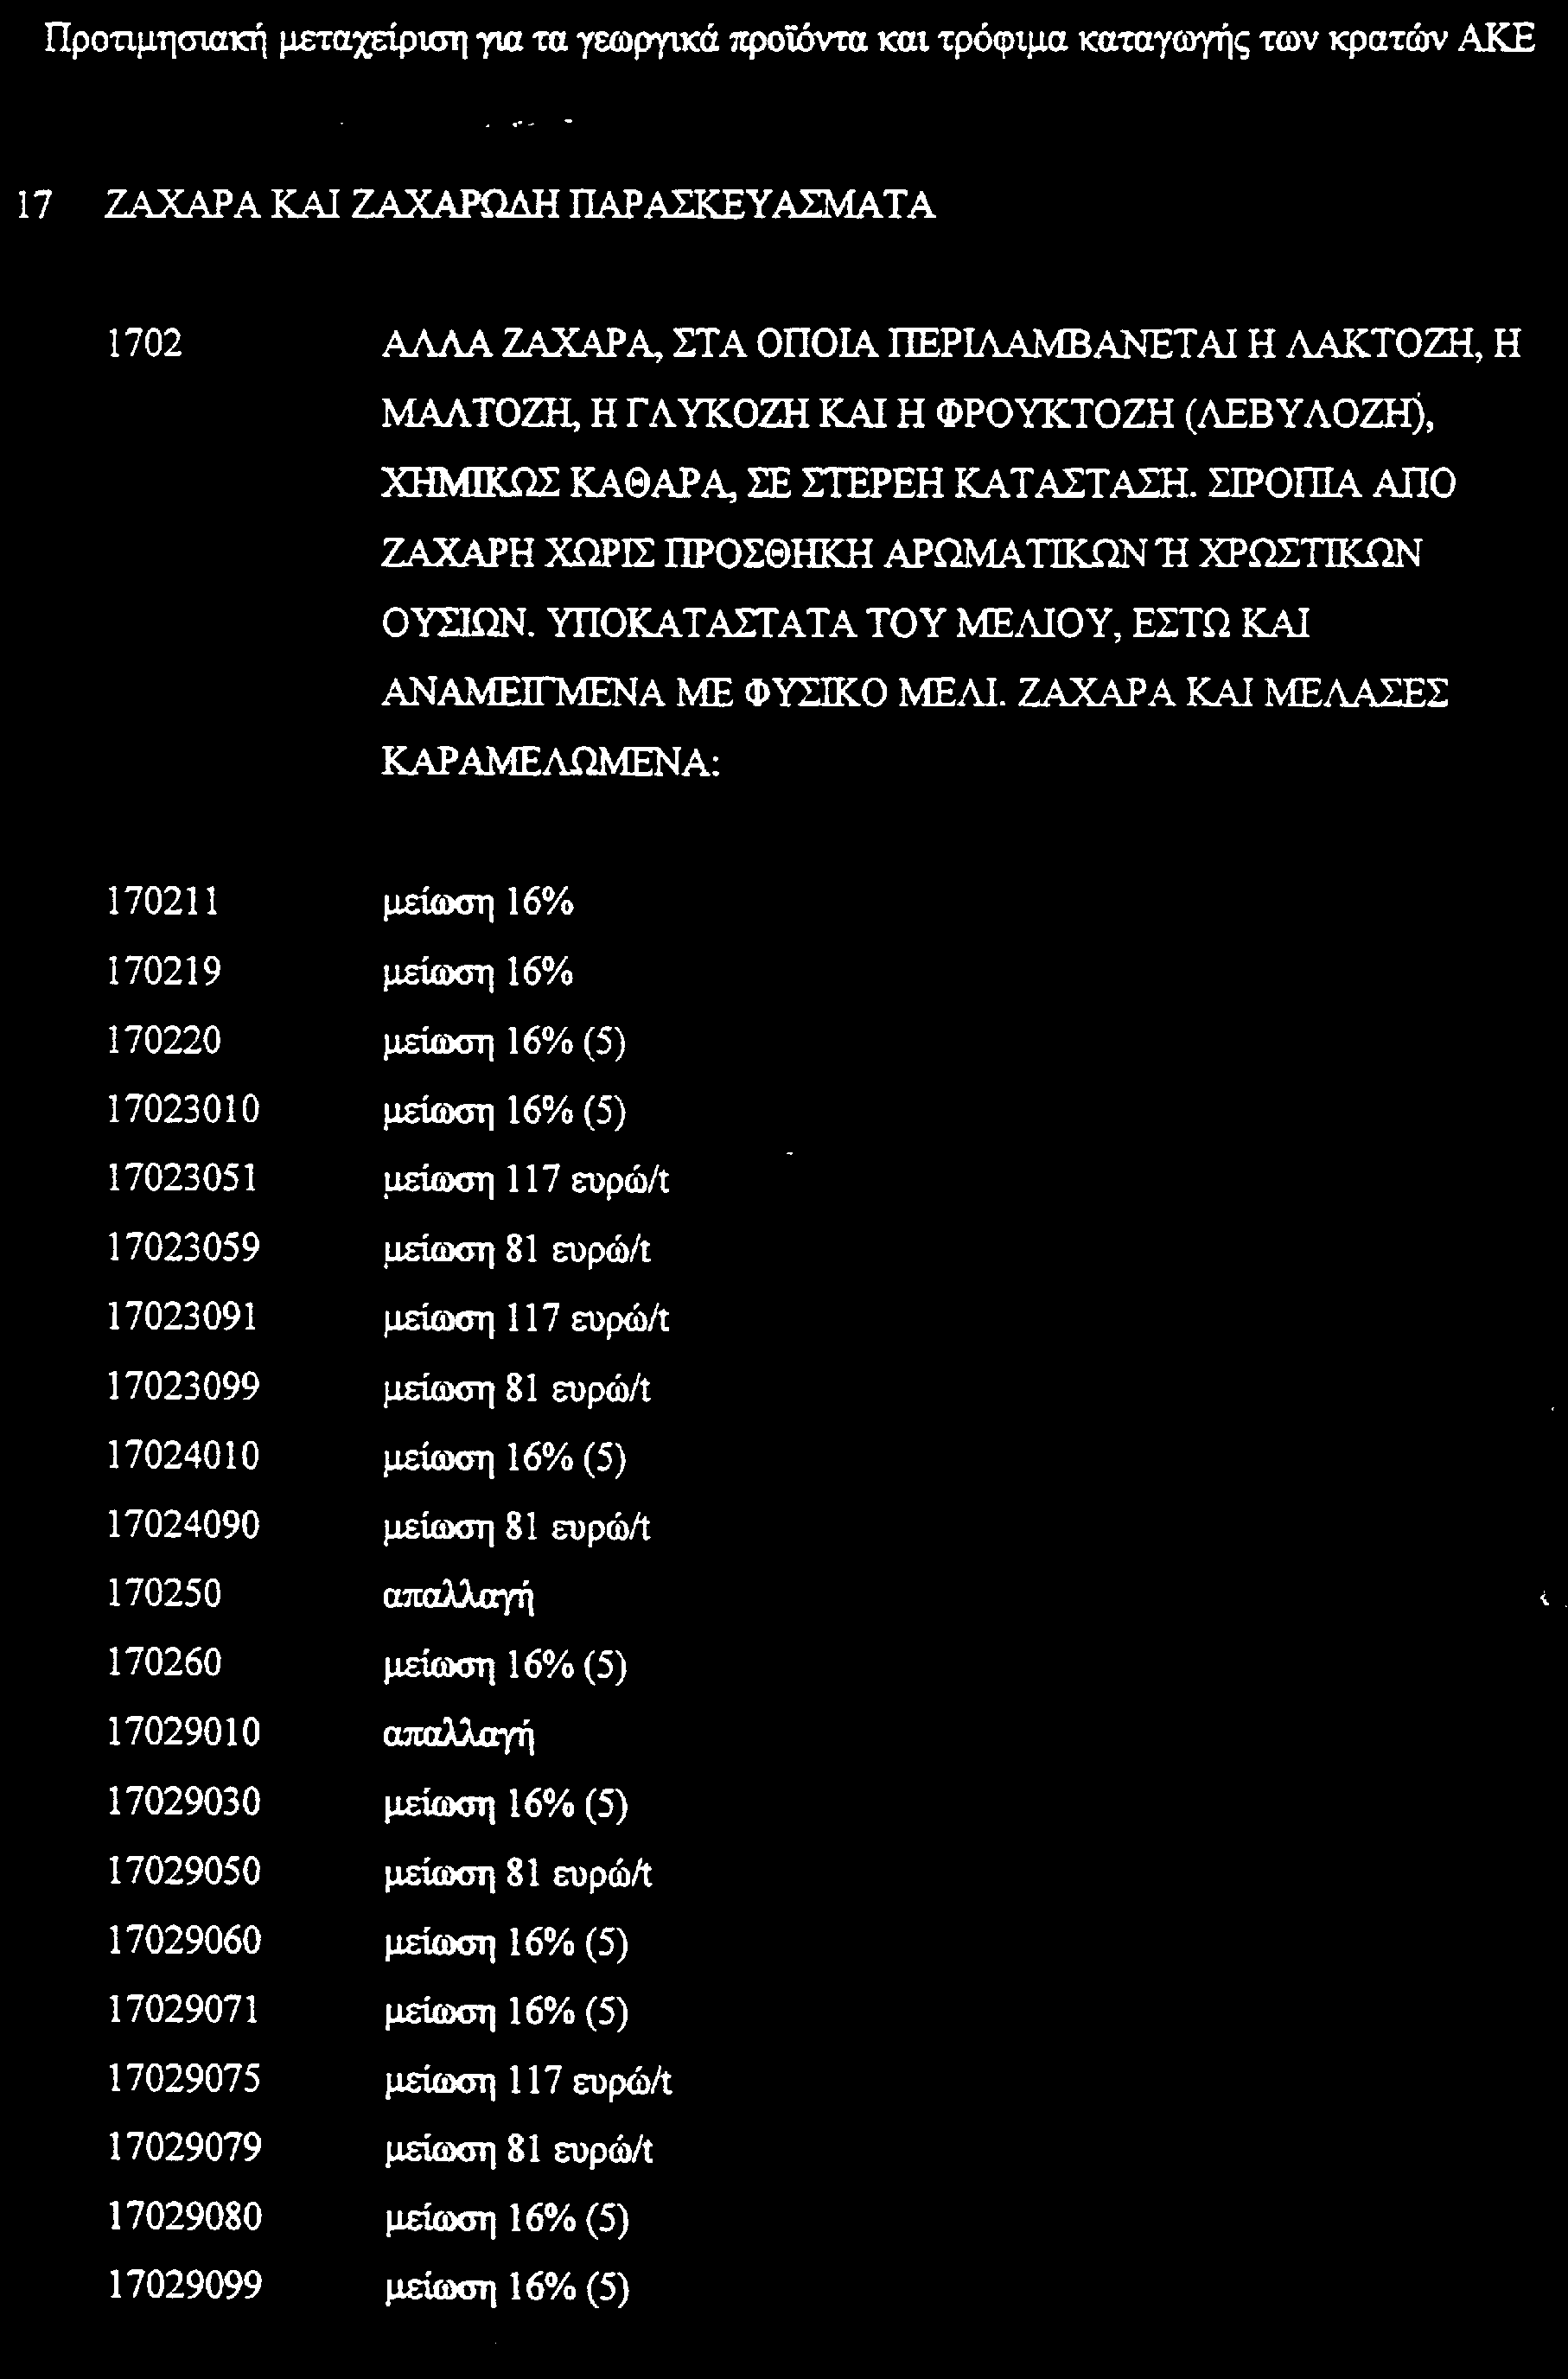 Προτιμησιακή μεταχείριση για τα γεωργικά προϊόντα και τρόφιμα καταγωγής των κρατών ΑΚΕ
17 ΖΑΧΑΡΑ ΚΑΙ ΖΑΧΑΡΩΔΗ ΠΑΡΑΣΚΕΥΑΣΜΑΤΑ
1702 ΑΛΛΑ ΖΑΧΑΡΑ, ΣΤΑ ΟΠΟΙΑ ΠΕΡΙΛΑΜΒΑΝΕΤΑΙ Η ΛΑΚΤΟΖΗ, Η
ΜΑΛΤΟΖΗ, Η ΓΛΥΚΟΖΗ ΚΑΙ Η ΦΡΟΥΚΤΟΖΗ (ΛΕΒΥΛΟΖΗ),
ΧΗΜΙΚΩΣ ΚΑΘΑΡΑ, ΣΕ ΣΤΕΡΕΗ ΚΑΤΑΣΤΑΣΗ. ΣΙΡΟΠΙΑ ΑΠΟ
ΖΑΧΑΡΗ ΧΩΡΙΣ ΠΡΟΣΘΗΚΗ ΑΡΩΜΑΤΙΚΩΝ Ή ΧΡΩΣΤΙΚΩΝ
ΟΥΣΙΩΝ. ΥΠΟΚΑΤΑΣΤΑΤΑ ΤΟΥ ΜΕΛΙΟΥ, ΕΣΤΩ ΚΑΙ
ΑΝΑΜΕΙΓΜΕΝΑ ΜΕ ΦΥΣΙΚΟ ΜΕΛΙ. ΖΑΧΑΡΑ ΚΑΙ ΜΕΛΑΣΕΣ
ΚΑΡΑΜΕΛΩΜΕΝΑ:
170211 μείωση 16%
170219 μείωση 16%
170220 μείωση 16% (5)
17023010 μείωση 16% (5)
17023051 μείωση 117 ευρώ/t
17023059 μείωση 81 ευρώ/t
17023091 μείωση 117 ευρώ/t
17023099 μείωση 81 ευρώ/t
17024010 μείωση 16% (5)
17024090 μείωση 81 ευρώ/t
170250 απαλλαγή
170260 μείωση 16% (5)
17029010 απαλλαγή
17029030 μείωση 16% (5)
17029050 μείωση 81 ευρώ/t
17029060 μείωση 16% (5)
17029071 μείωση 16% (5)
17029075 μείωση 117 ευρώ/t
17029079 μείωση 81 ευρώ/t
17029080 μείωση 16% (5)
17029099 μείωση 16% (5)